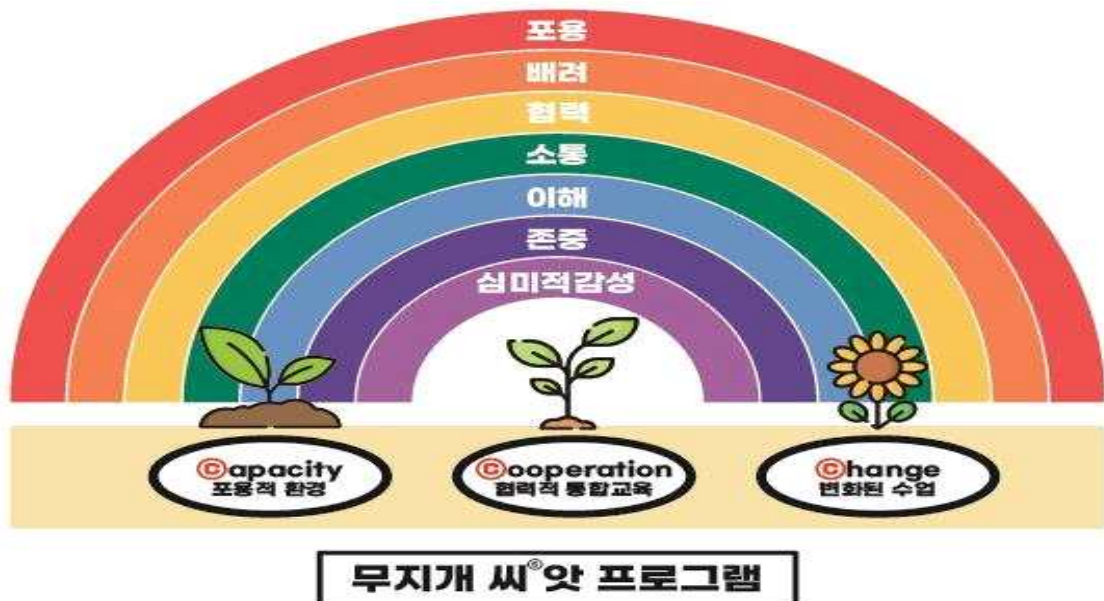 포용
배려
협력
소통
이해
존중
심미적감성
Ⓒapacity
포용적 환경
Ⓒooperation
협력적 통합교육
Ⓒhange
변화된 수업
무지개 씨ⓒ앗 프로그램